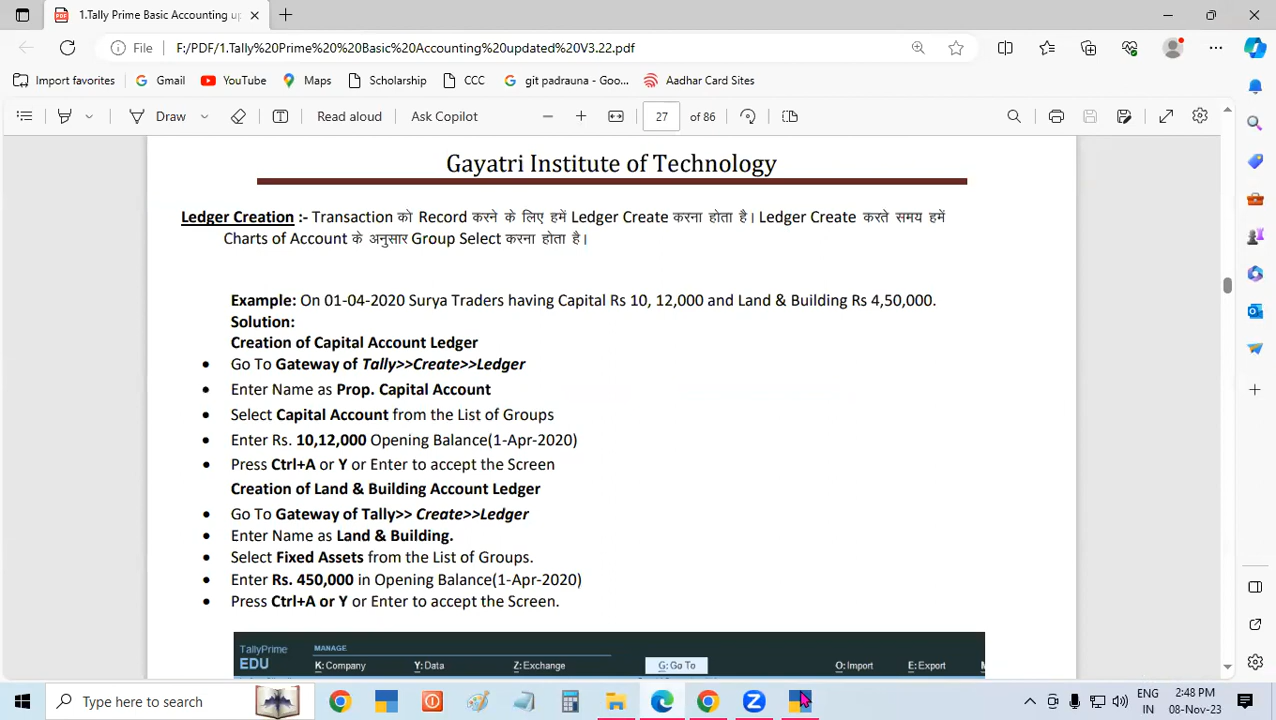 1.Tally Prime Basic Accounting up
File
F:/PDF/1.Tally%20Prime%20%20Basic%20Accounting%20updated%20V3.22.pdf
Import favorites
Gmail
YouTube
Maps
Scholarship
CCC
git padrauna - Goo...
Aadhar Card Sites
Draw
Read aloud
Ask Copilot
27 of 86
Gayatri Institute of Technology
Ledger Creation :- Transaction को Record करने के लिए हमें Ledger Create करना होता है। Ledger Create करते समय हमें
Charts of Account के अनुसार Group Select करना होता है।
Example: On 01-04-2020 Surya Traders having Capital Rs 10, 12,000 and Land & Building Rs 4,50,000.
Solution:
Creation of Capital Account Ledger
• Go To Gateway of Tally>>Create>>Ledger
• Enter Name as Prop. Capital Account
• Select Capital Account from the List of Groups
• Enter Rs. 10,12,000 Opening Balance(1-Apr-2020)
• Press Ctrl+A or Y or Enter to accept the Screen
Creation of Land & Building Account Ledger
• Go To Gateway of Tally>> Create>>Ledger
• Enter Name as Land & Building.
• Select Fixed Assets from the List of Groups.
• Enter Rs. 450,000 in Opening Balance(1-Apr-2020)
• Press Ctrl+A or Y or Enter to accept the Screen.
TallyPrime
EDU
MANAGE
K: Company
Y: Data
Z: Exchange
G: Go To
O: Import
E: Export
Type here to search
ENG
IN
2:48 PM
08-Nov-23